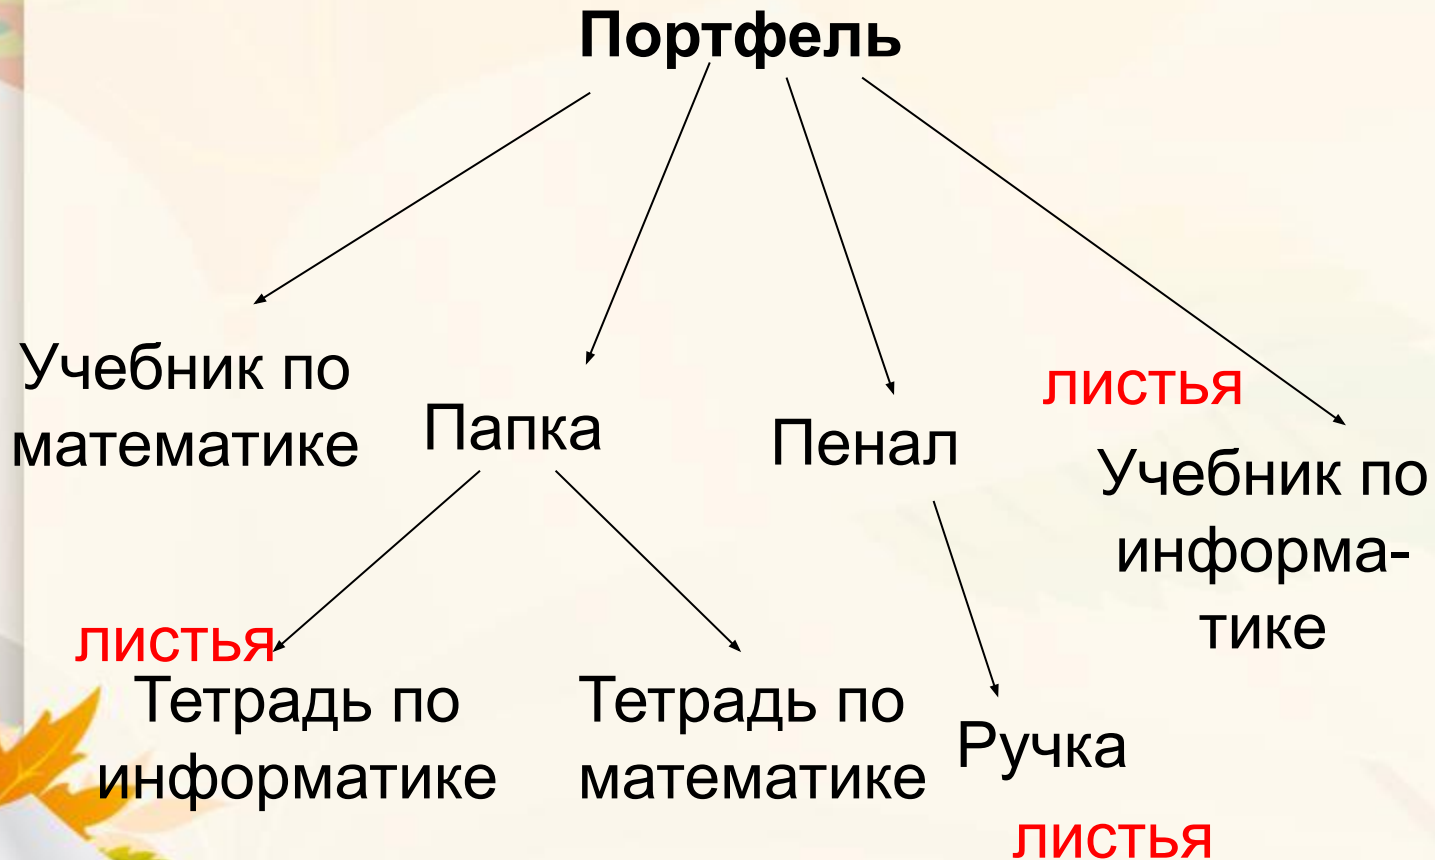 Портфель
Учебник по
математике
Папка
Пенал
листья
Учебник по
информа-
тике
листья
Тетрадь по
информатике
Тетрадь по
математике
Ручка
листья